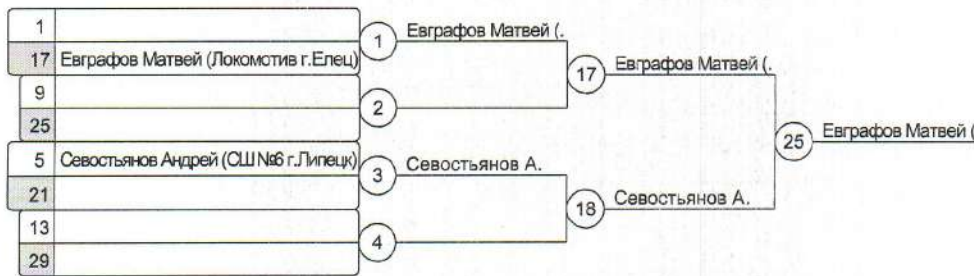 1
17 Евграфов Матвей (Локомотив г.Елец)
9
25
5 Севостьянов Андрей (СШ №6 г.Липецк)
21
13
29
1
2
3
4
Евграфов Матвей (.
Севостьянов А.
17
18
Евграфов Матвей (.
Севостьянов А.
25
Евграфов Матвей (